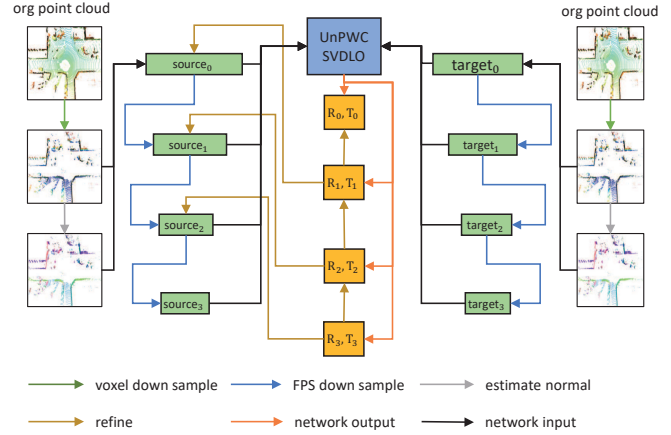 org point cloud
org point cloud
UnPWC
SVDLO
source₀
target₀
R₀, T₀
source₁
target₁
R₁, T₁
source₂
target₂
R₂, T₂
source₃
target₃
R₃, T₃
voxel down sample
FPS down sample
estimate normal
refine
network output
network input